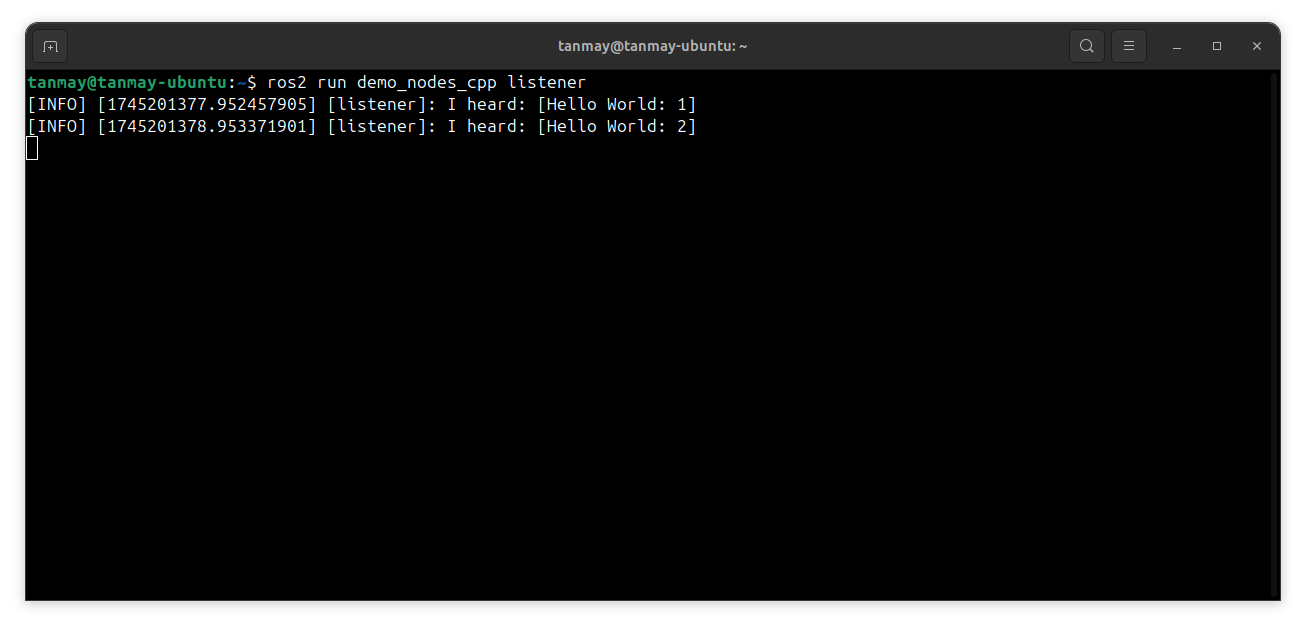 tanmay@tanmay-ubuntu: ~
tanmay@tanmay-ubuntu:~$ ros2 run demo_nodes_cpp listener
[INFO] [1745201377.952457905] [listener]: I heard: [Hello World: 1]
[INFO] [1745201378.953371901] [listener]: I heard: [Hello World: 2]